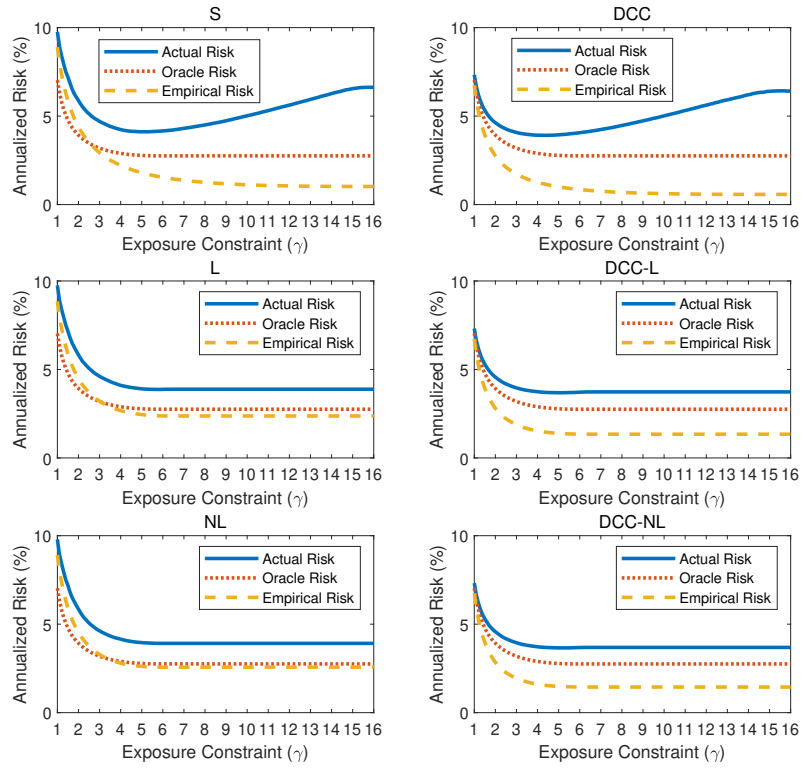 S
10
5
0
Annualized Risk (%)
Actual Risk
Oracle Risk
Empirical Risk
1 2 3 4 5 6 7 8 9 10 11 12 13 14 15 16
Exposure Constraint (γ)
DCC
10
5
0
Annualized Risk (%)
Actual Risk
Oracle Risk
Empirical Risk
1 2 3 4 5 6 7 8 9 10 11 12 13 14 15 16
Exposure Constraint (γ)
L
10
5
0
Annualized Risk (%)
Actual Risk
Oracle Risk
Empirical Risk
1 2 3 4 5 6 7 8 9 10 11 12 13 14 15 16
Exposure Constraint (γ)
DCC-L
10
5
0
Annualized Risk (%)
Actual Risk
Oracle Risk
Empirical Risk
1 2 3 4 5 6 7 8 9 10 11 12 13 14 15 16
Exposure Constraint (γ)
NL
10
5
0
Annualized Risk (%)
Actual Risk
Oracle Risk
Empirical Risk
1 2 3 4 5 6 7 8 9 10 11 12 13 14 15 16
Exposure Constraint (γ)
DCC-NL
10
5
0
Annualized Risk (%)
Actual Risk
Oracle Risk
Empirical Risk
1 2 3 4 5 6 7 8 9 10 11 12 13 14 15 16
Exposure Constraint (γ)